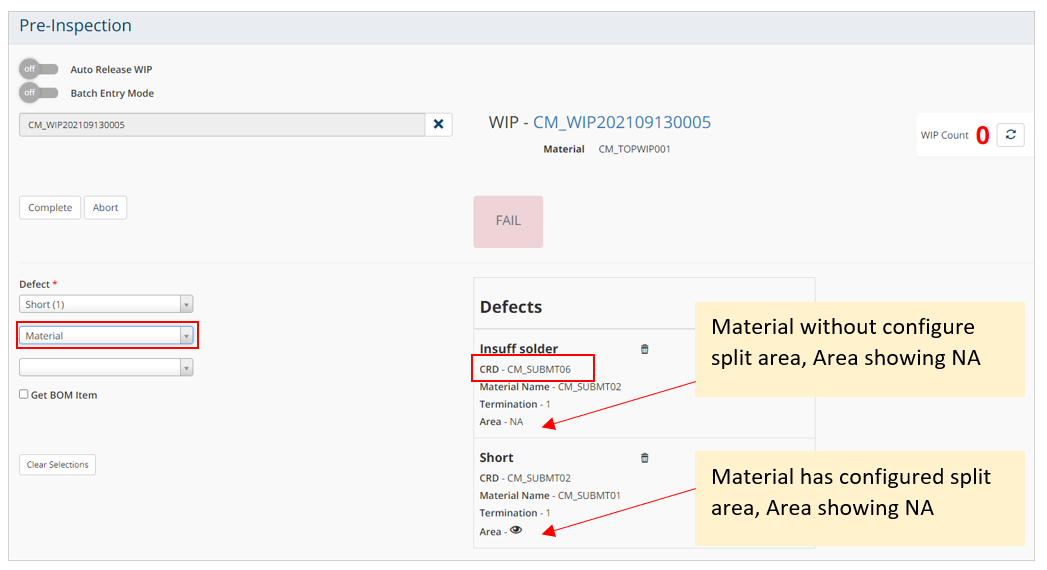 Pre-Inspection
off Auto Release WIP
off Batch Entry Mode
CM_WIP202109130005
WIP - CM_WIP202109130005
Material CM_TOPWIP001
WIP Count 0
Complete Abort
FAIL
Defect *
Short (1)
Material
Get BOM Item
Clear Selections
Defects
Insuff solder
CRD - CM_SUBMT06
Material Name - CM_SUBMT02
Termination - 1
Area - NA
Short
CRD - CM_SUBMT02
Material Name - CM_SUBMT01
Termination - 1
Area -
Material without configure
split area, Area showing NA
Material has configured split
area, Area showing NA